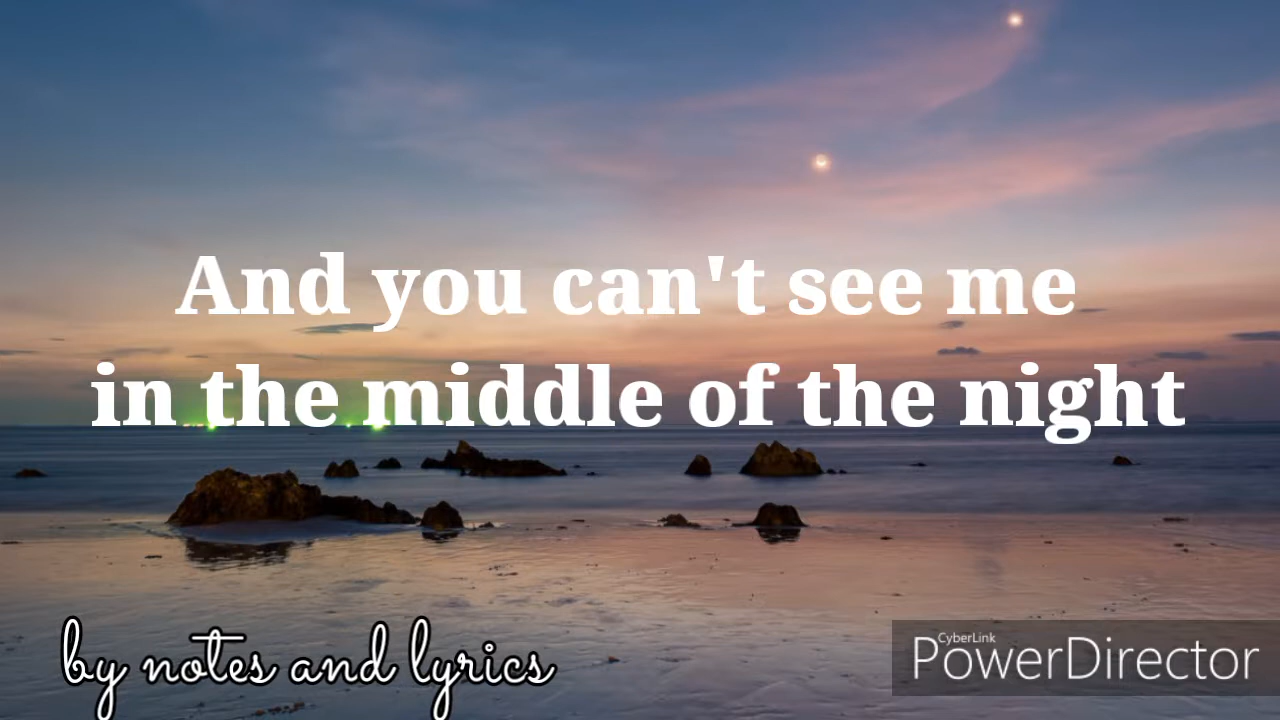 And you can't see me
in the middle of the night
by notes and lyrics
CyberLink
PowerDirector